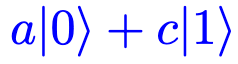 a|0⟩ + c|1⟩